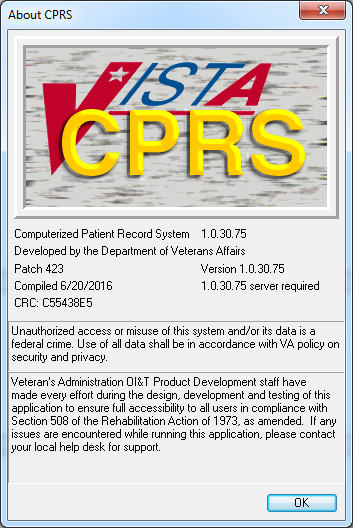 About CPRS
VISTA
CPRS
Computerized Patient Record System 1.0.30.75
Developed by the Department of Veterans Affairs
Patch 423 Version 1.0.30.75
Compiled 6/20/2016 1.0.30.75 server required
CRC: C55438E5
Unauthorized access or misuse of this system and/or its data is a
federal crime. Use of all data shall be in accordance with VA policy on
security and privacy.
Veteran's Administration OI&T Product Development staff have
made every effort during the design, development and testing of this
application to ensure full accessibility to all users in compliance with
Section 508 of the Rehabilitation Action of 1973, as amended. If any
issues are encountered while running this application, please contact
your local help desk for support.
OK